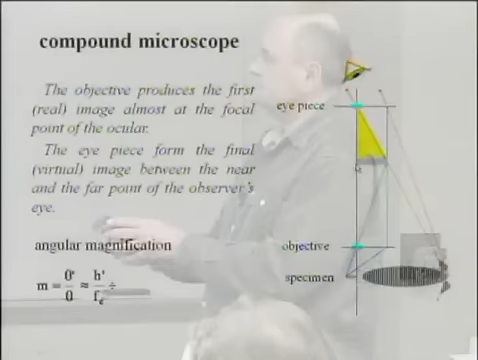 compound microscope
The objective produces the first
(real) image almost at the focal
point of the ocular.
The eye piece form the final
(virtual) image between the near
and the far point of the observer's
eye.
angular magnification
m = θ' / θ ≈ h' / f_e ÷
eye piece
objective
specimen